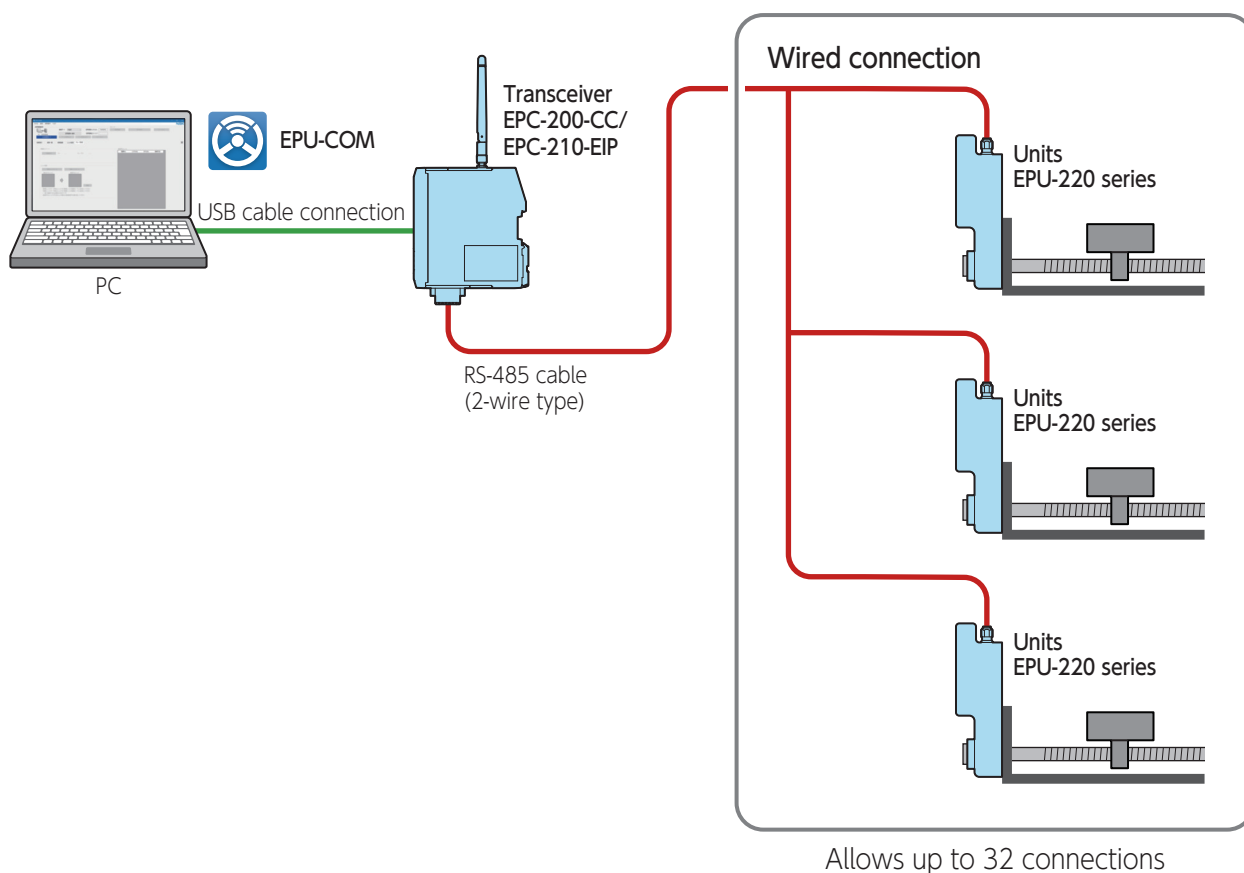 Wired connection
Transceiver
EPC-200-CC/
EPC-210-EIP
EPU-COM
USB cable connection
PC
RS-485 cable
(2-wire type)
Units
EPU-220 series
Units
EPU-220 series
Units
EPU-220 series
Allows up to 32 connections